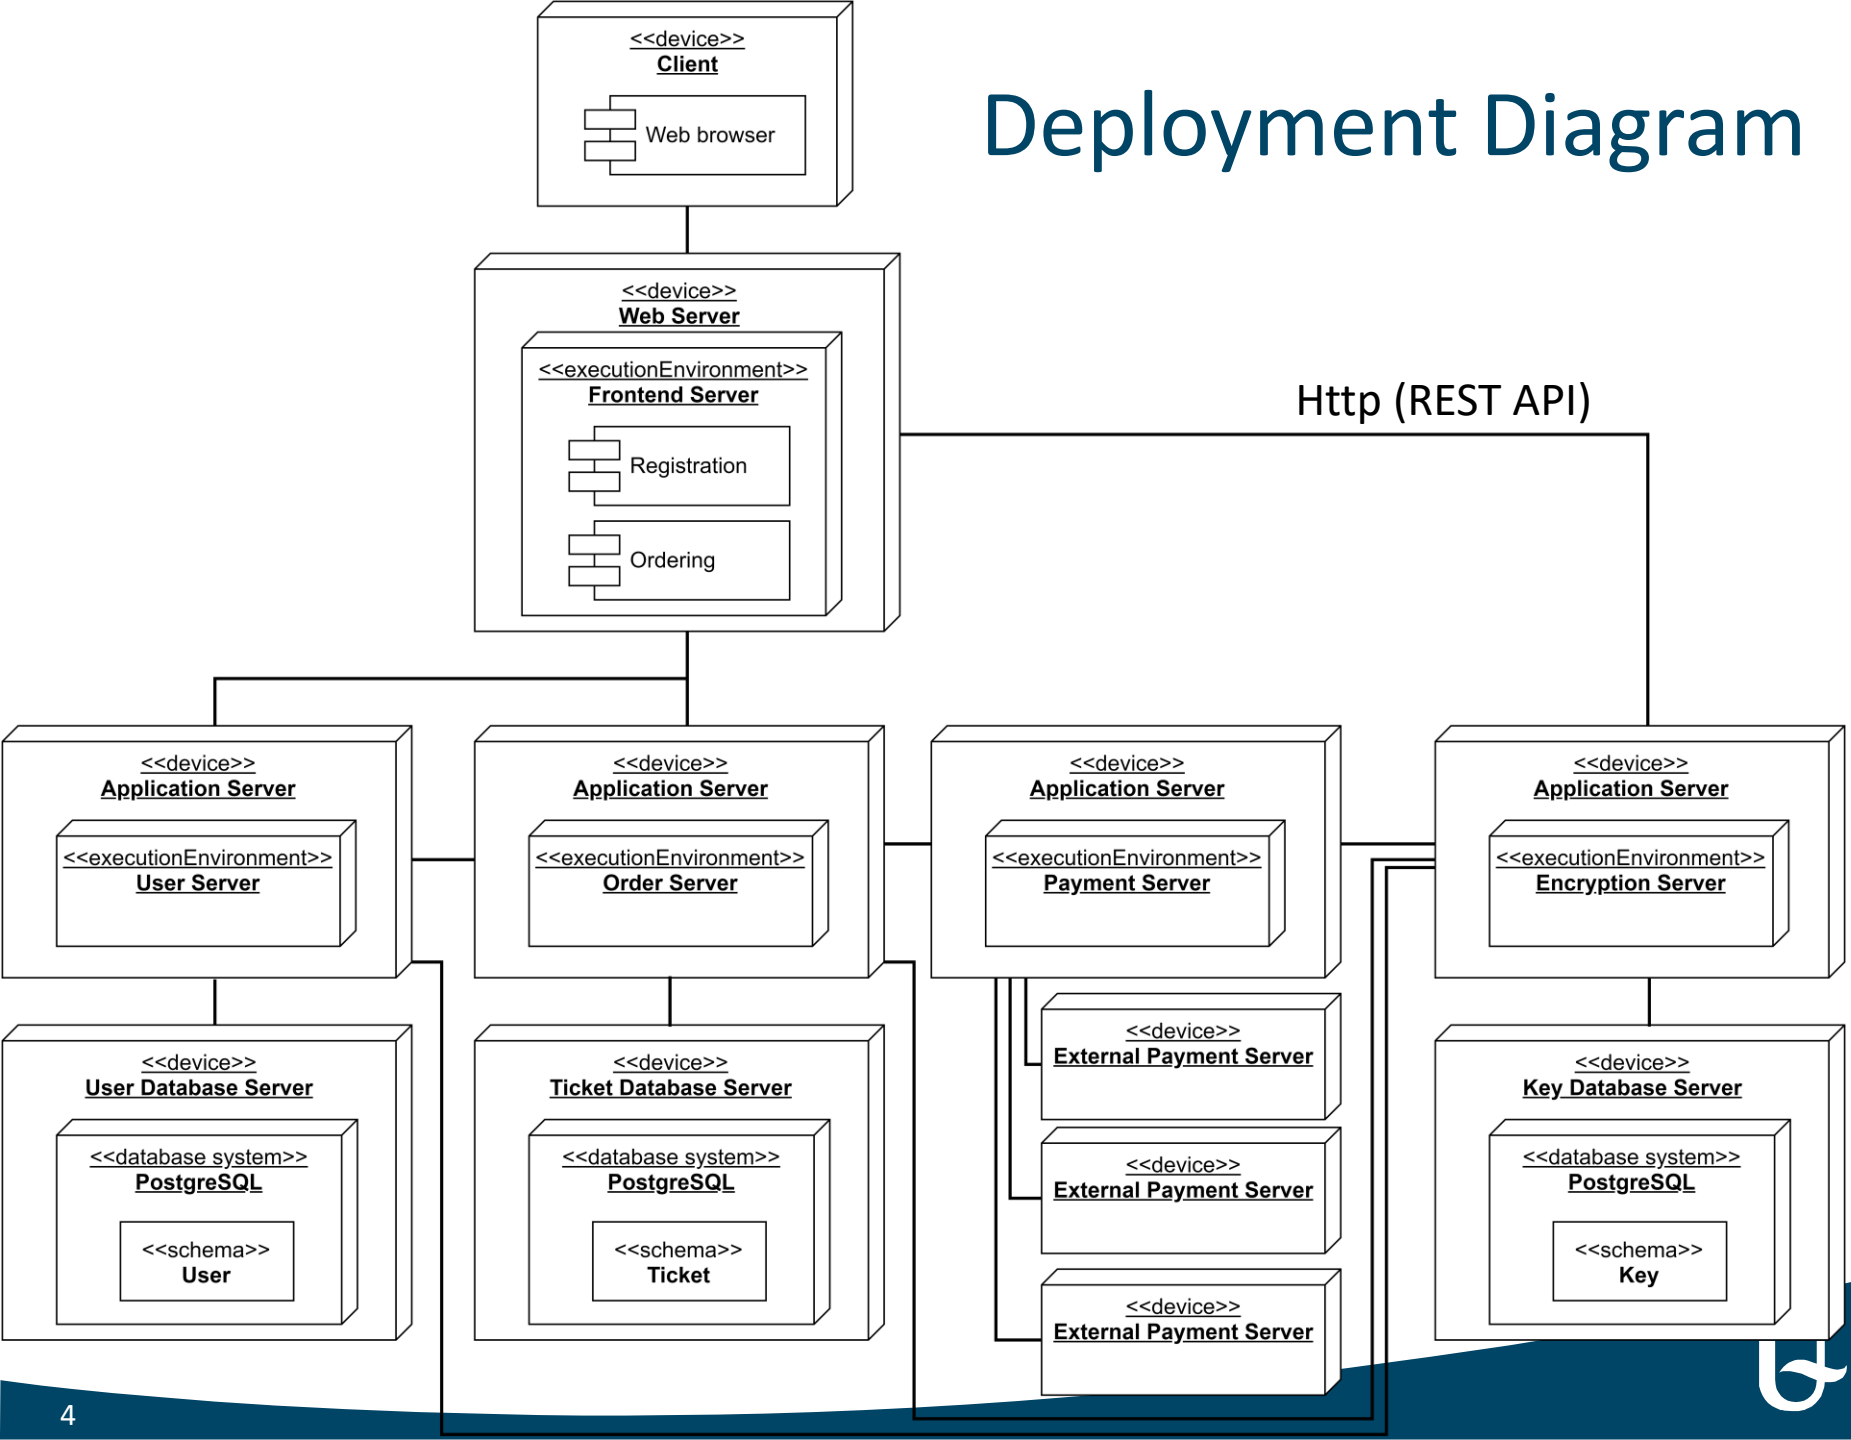 Deployment Diagram
<<device>>
Client
Web browser
<<device>>
Web Server
<<executionEnvironment>>
Frontend Server
Registration
Ordering
Http (REST API)
<<device>>
Application Server
<<executionEnvironment>>
User Server
<<device>>
Application Server
<<executionEnvironment>>
Order Server
<<device>>
Application Server
<<executionEnvironment>>
Payment Server
<<device>>
Application Server
<<executionEnvironment>>
Encryption Server
<<device>>
User Database Server
<<database system>>
PostgreSQL
<<schema>>
User
<<device>>
Ticket Database Server
<<database system>>
PostgreSQL
<<schema>>
Ticket
<<device>>
External Payment Server
<<device>>
External Payment Server
<<device>>
External Payment Server
<<device>>
Key Database Server
<<database system>>
PostgreSQL
<<schema>>
Key
4